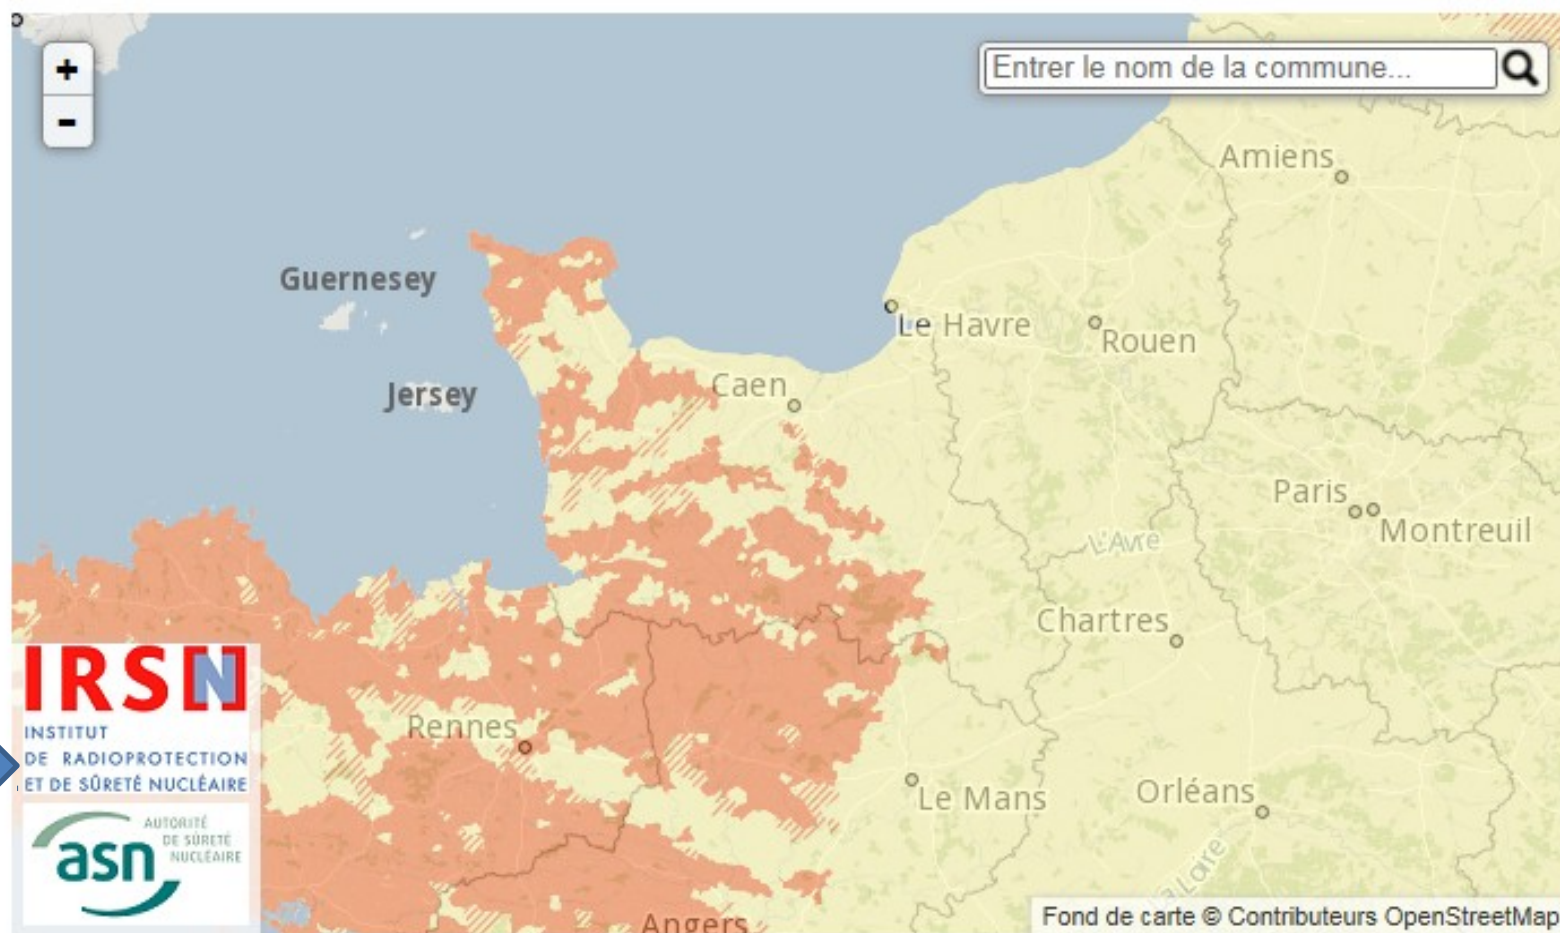 +
Entrer le nom de la commune...
-
Amiens
Guernesey
Le Havre
Rouen
Jersey
Caen
Paris
Montreuil
L'Avre
Chartres
IRSN
INSTITUT
DE RADIOPROTECTION
ET DE SÛRETÉ NUCLÉAIRE
Rennes
Le Mans
Orléans
AUTORITÉ
DE SÛRETÉ
NUCLÉAIRE
asn
La Loire
Angers
Fond de carte © Contributeurs OpenStreetMap